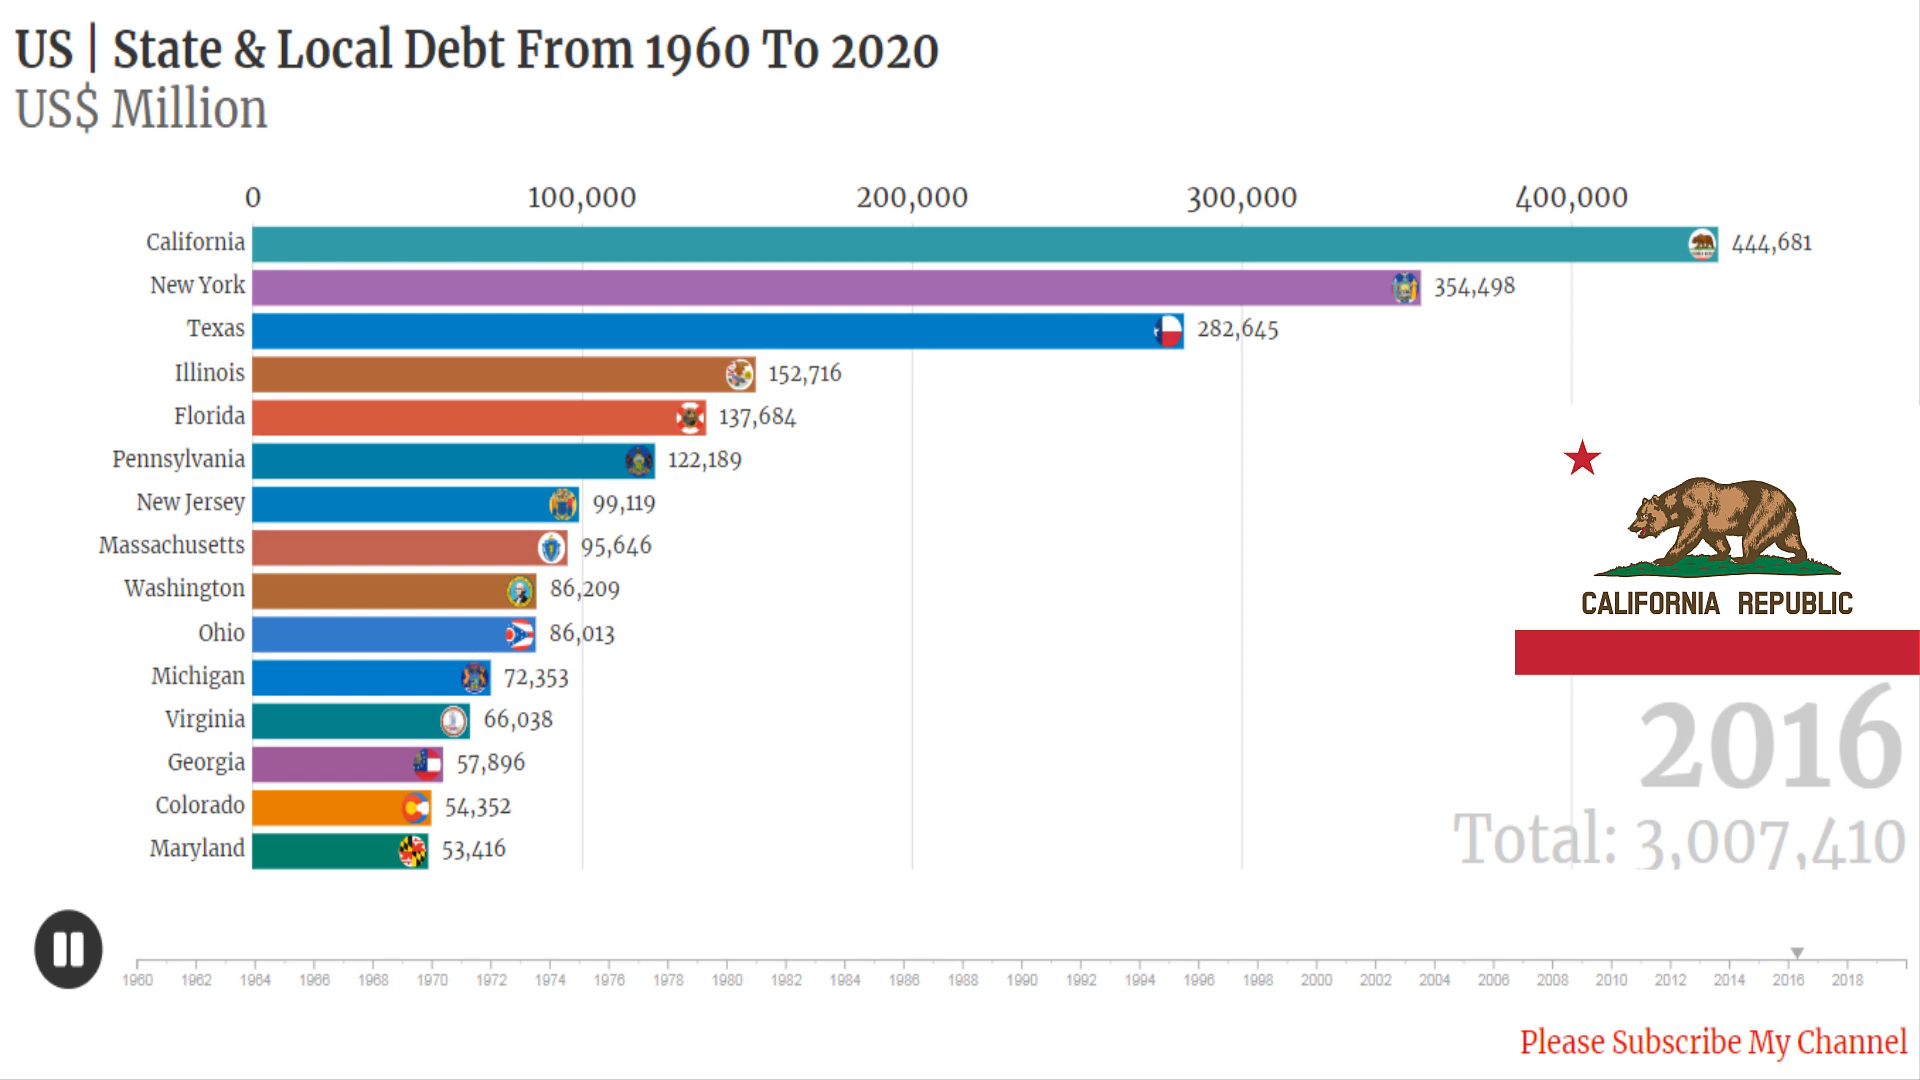 US | State & Local Debt From 1960 To 2020
US$ Million
0 100,000 200,000 300,000 400,000
California 444,681
New York 354,498
Texas 282,645
Illinois 152,716
Florida 137,684
Pennsylvania 122,189
New Jersey 99,119
Massachusetts 95,646
Washington 86,209
Ohio 86,013
Michigan 72,353
Virginia 66,038
Georgia 57,896
Colorado 54,352
Maryland 53,416
CALIFORNIA REPUBLIC
2016
Total: 3,007,410
1960 1962 1964 1966 1968 1970 1972 1974 1976 1978 1980 1982 1984 1986 1988 1990 1992 1994 1996 1998 2000 2002 2004 2006 2008 2010 2012 2014 2016 2018
Please Subscribe My Channel